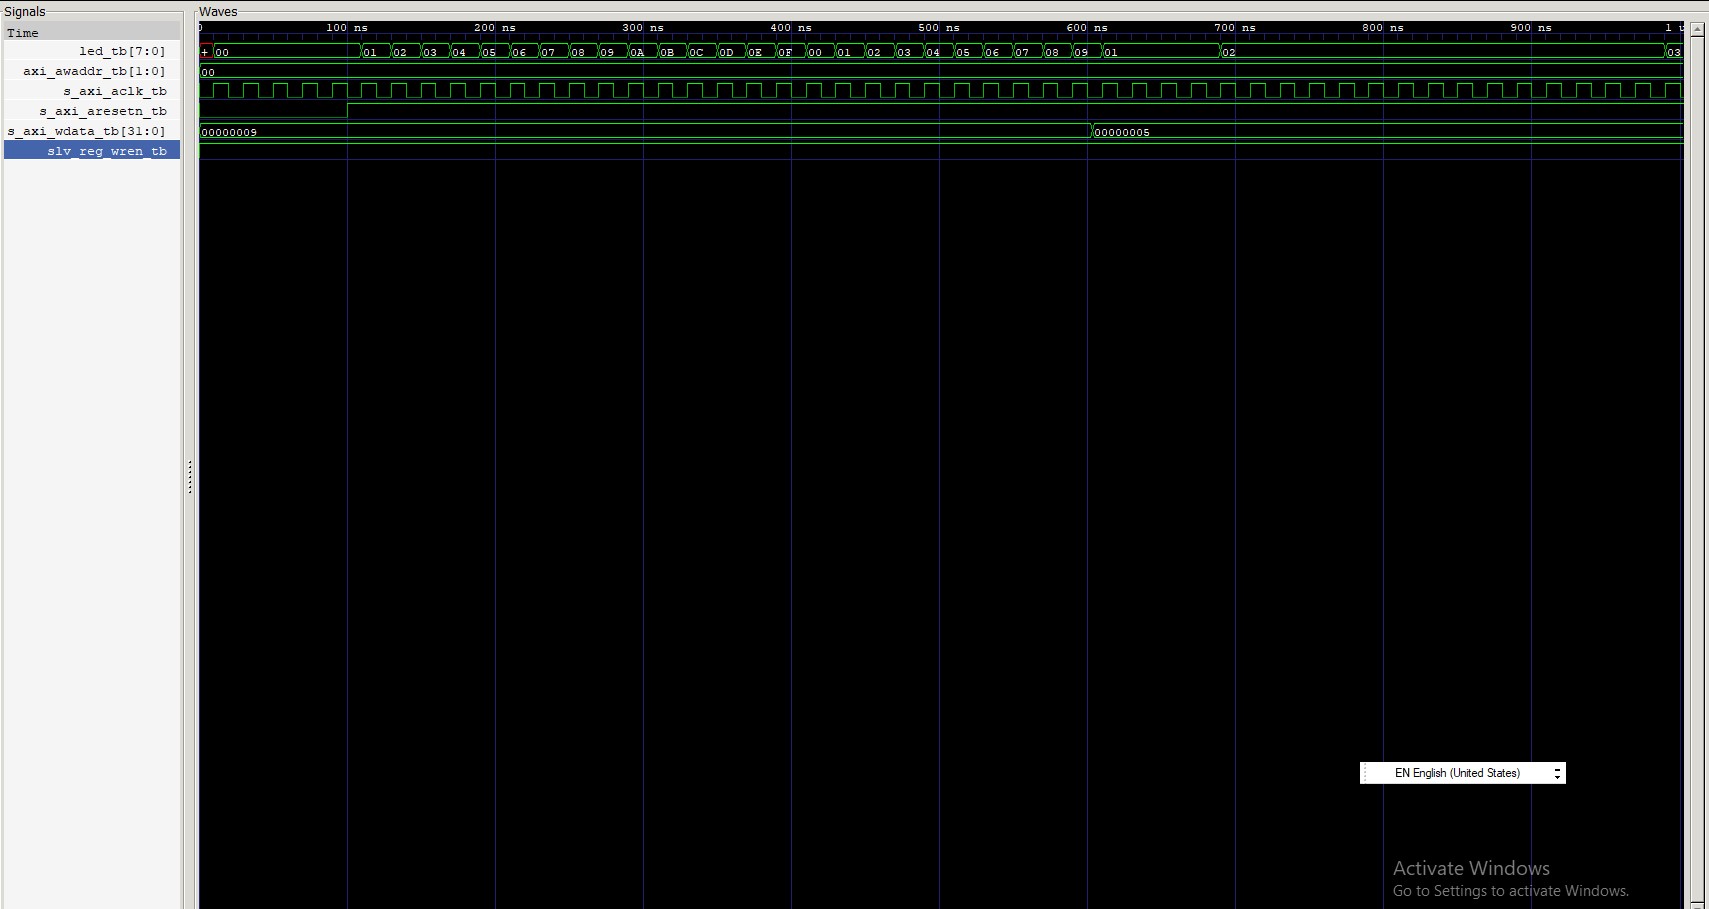 Signals
Waves
Time
0 100 ns 200 ns 300 ns 400 ns 500 ns 600 ns 700 ns 800 ns 900 ns 1 u
led_tb[7:0] + 00 01 02 03 04 05 06 07 08 09 0A 0B 0C 0D 0E 0F 00 01 02 03 04 05 06 07 08 09 01 02 03
axi_awaddr_tb[1:0] 00
s_axi_aclk_tb
s_axi_aresetn_tb
s_axi_wdata_tb[31:0] 00000009 00000005
slv_reg_wren_tb
EN English (United States)
Activate Windows
Go to Settings to activate Windows.